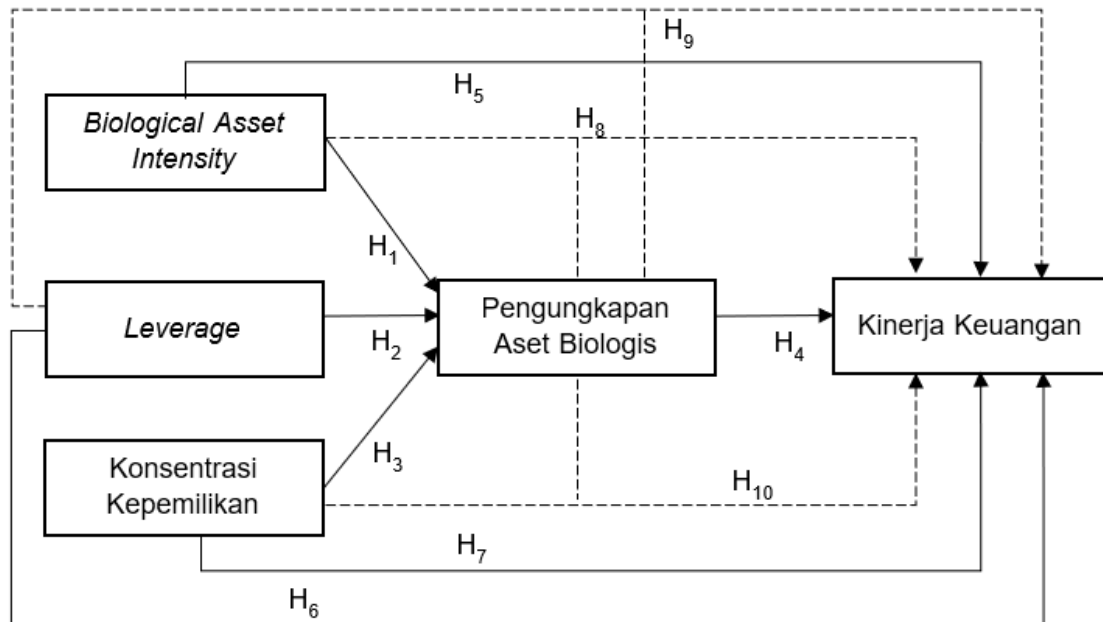 H9
H5
Biological Asset
Intensity
H8
H1
Leverage
H2
Pengungkapan
Aset Biologis
H4
Kinerja Keuangan
Konsentrasi
Kepemilikan
H3
H10
H7
H6